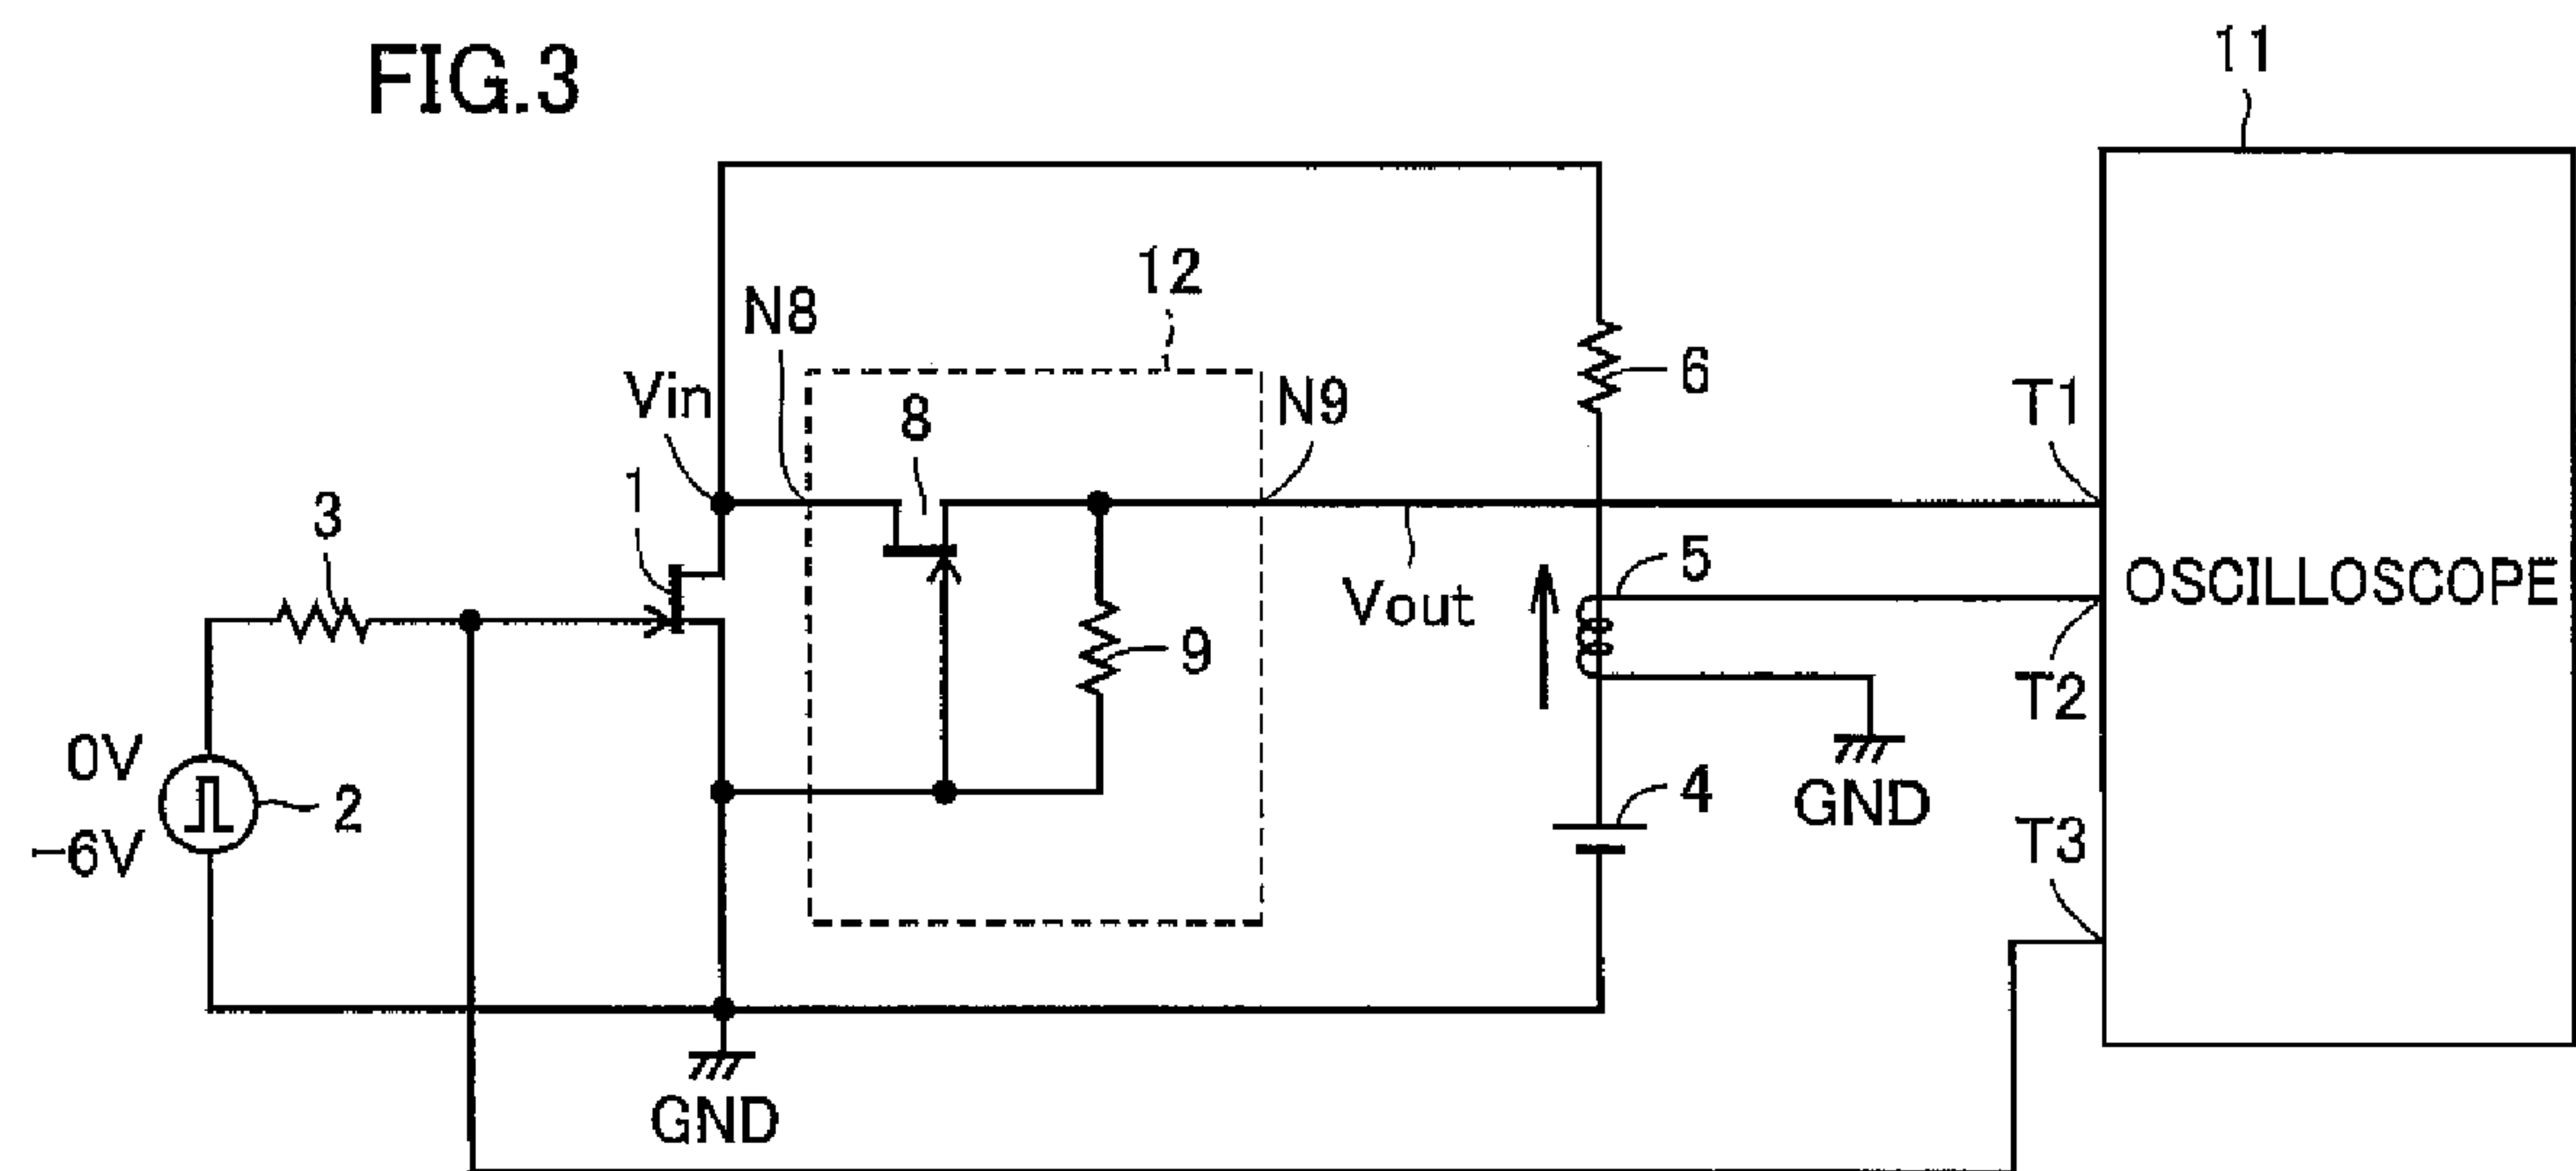 FIG.3
11
12
N8
Vin
8
N9
6
T1
1
3
5
OSCILLOSCOPE
Vout
9
T2
0V
2
-6V
4
GND
T3
GND